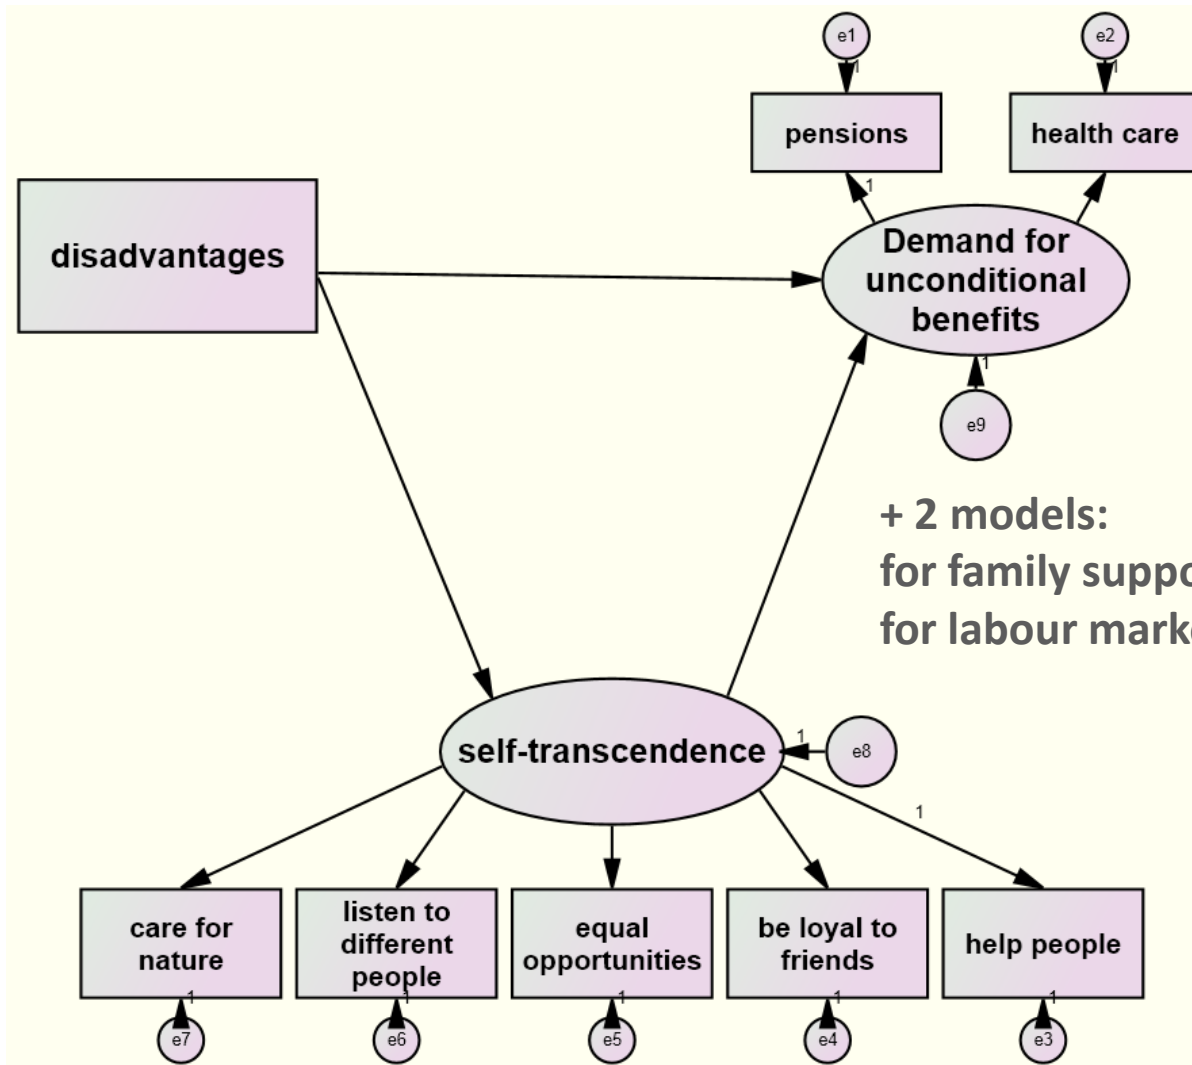 e1
e2
1
1
pensions
health care
1
disadvantages
Demand for
unconditional
benefits
1
e9
+ 2 models:
for family
for labour
self-transcendence
1
e8
1
care for
nature
listen to
different
people
equal
opportunities
be loyal to
friends
help people
1
1
1
1
1
e7
e6
e5
e4
e3